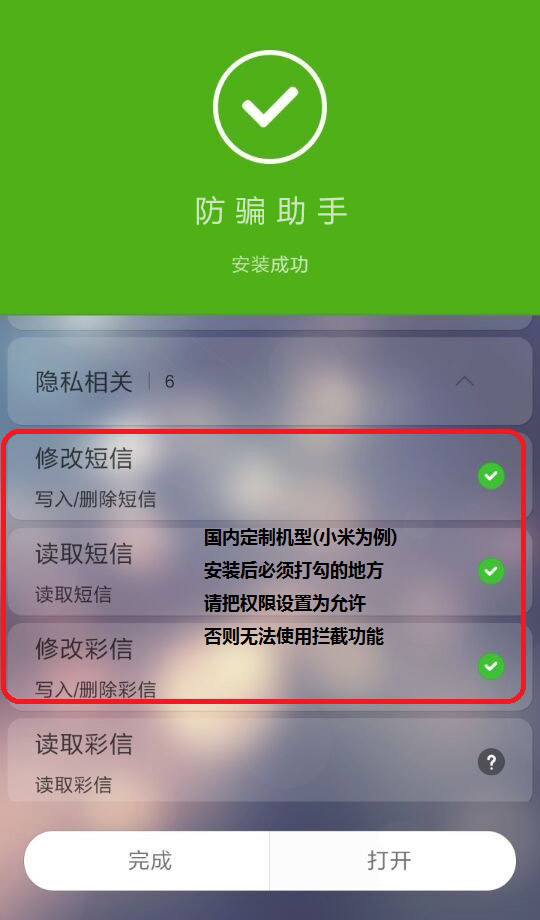 防骗助手
安装成功
隐私相关 | 6
修改短信
写入/删除短信
国内定制机型(小米为例)
读取短信
安装后必须打勾的地方
读取短信
请把权限设置为允许
修改彩信
否则无法使用拦截功能
写入/删除彩信
读取彩信
?
读取彩信
完成
打开